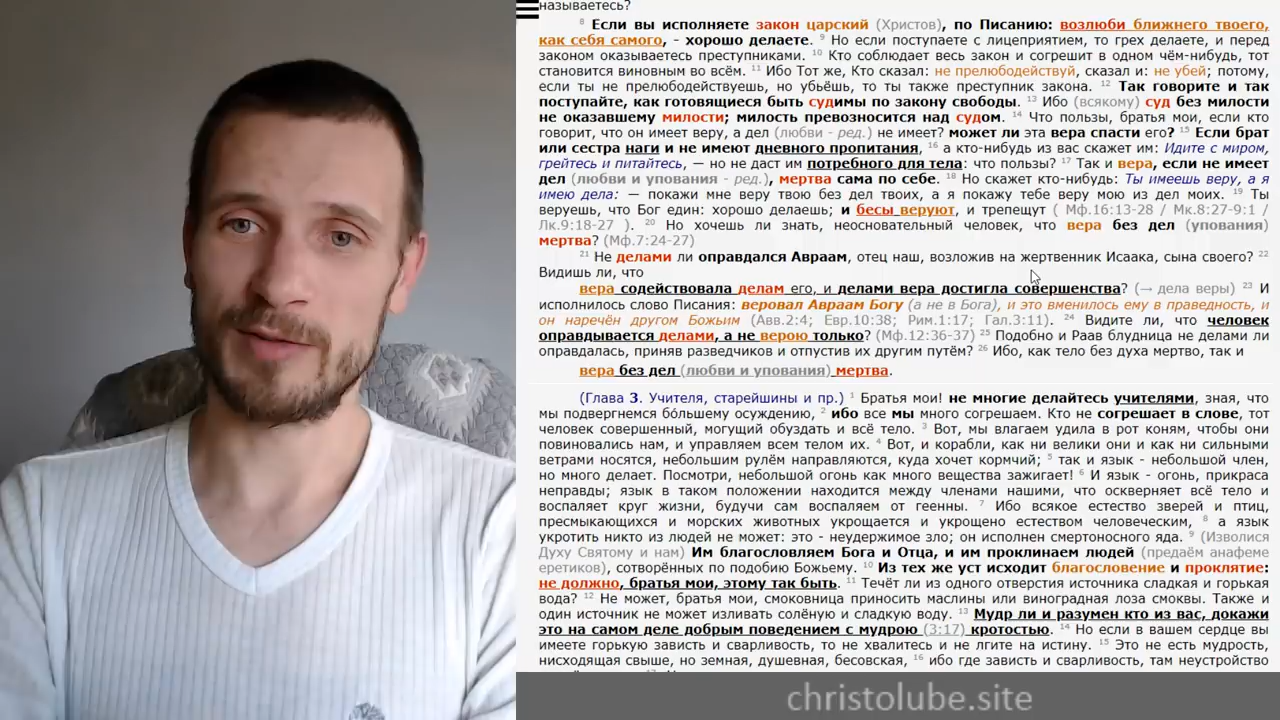 называетесь?
8 Если вы исполняете закон царский (Христов), по Писанию: возлюби ближнего твоего,
как себя самого, - хорошо делаете. 9 Но если поступаете с лицеприятием, то грех делаете, и перед
законом оказываетесь преступниками. 10 Кто соблюдает весь закон и согрешит в одном чём-нибудь, тот
становится виновным во всём. 11 Ибо Тот же, Кто сказал: не прелюбодействуй, сказал и: не убей; потому,
если ты не прелюбодействуешь, но убьёшь, то ты также преступник закона. 12 Так говорите и так
поступайте, как готовящиеся быть судимы по закону свободы. 13 Ибо (всякому) суд без милости
не оказавшему милости; милость превозносится над судом. 14 Что пользы, братья мои, если кто
говорит, что он имеет веру, а дел (любви - ред.) не имеет? может ли эта вера спасти его? 15 Если брат
или сестра наги и не имеют дневного пропитания, 16 а кто-нибудь из вас скажет им: Идите с миром,
грейтесь и питайтесь, — но не даст им потребного для тела: что пользы? 17 Так и вера, если не имеет
дел (любви и упования - ред.), мертва сама по себе. 18 Но скажет кто-нибудь: Ты имеешь веру, а я
имею дела: — покажи мне веру твою без дел твоих, а я покажу тебе веру мою из дел моих. 19 Ты
веруешь, что Бог един: хорошо делаешь; и бесы веруют, и трепещут ( Мф.16:13-28 / Мк.8:27-9:1 /
Лк.9:18-27 ). 20 Но хочешь ли знать, неосновательный человек, что вера без дел (упования)
мертва? (Мф.7:24-27)
21 Не делами ли оправдался Авраам, отец наш, возложив на жертвенник Исаака, сына своего? 22
Видишь ли, что
вера содействовала делам его, и делами вера достигла совершенства? (→ дела веры) 23 И
исполнилось слово Писания: веровал Авраам Богу (а не в Бога), и это вменилось ему в праведность, и
он наречён другом Божьим (Авв.2:4; Евр.10:38; Рим.1:17; Гал.3:11). 24 Видите ли, что человек
оправдывается делами, а не верою только? (Мф.12:36-37) 25 Подобно и Раав блудница не делами ли
оправдалась, приняв разведчиков и отпустив их другим путём? 26 Ибо, как тело без духа мертво, так и
вера без дел (любви и упования) мертва.
(Глава 3. Учителя, старейшины и пр.) 1 Братья мои! не многие делайтесь учителями, зная, что
мы подвергнемся бо́льшему осуждению, 2 ибо все мы много согрешаем. Кто не согрешает в слове, тот
человек совершенный, могущий обуздать и всё тело. 3 Вот, мы влагаем удила в рот коням, чтобы они
повиновались нам, и управляем всем телом их. 4 Вот, и корабли, как ни велики они и как ни сильными
ветрами носятся, небольшим рулём направляются, куда хочет кормчий; 5 так и язык - небольшой член,
но много делает. Посмотри, небольшой огонь как много вещества зажигает! 6 И язык - огонь, прикраса
неправды; язык в таком положении находится между членами нашими, что оскверняет всё тело и
воспаляет круг жизни, будучи сам воспаляем от геенны. 7 Ибо всякое естество зверей и птиц,
пресмыкающихся и морских животных укрощается и укрощено естеством человеческим, 8 а язык
укротить никто из людей не может: это - неудержимое зло; он исполнен смертоносного яда. 9 (Изволися
Духу Святому и нам) Им благословляем Бога и Отца, и им проклинаем людей (предаём анафеме
еретиков), сотворённых по подобию Божьему. 10 Из тех же уст исходит благословение и проклятие:
не должно, братья мои, этому так быть. 11 Течёт ли из одного отверстия источника сладкая и горькая
вода? 12 Не может, братья мои, смоковница приносить маслины или виноградная лоза смоквы. Также и
один источник не может изливать солёную и сладкую воду. 13 Мудр ли и разумен кто из вас, докажи
это на самом деле добрым поведением с мудрою (3:17) кротостью. 14 Но если в вашем сердце вы
имеете горькую зависть и сварливость, то не хвалитесь и не лгите на истину. 15 Это не есть мудрость,
нисходящая свыше, но земная, душевная, бесовская, 16 ибо где зависть и сварливость, там неустройство
christolube.site